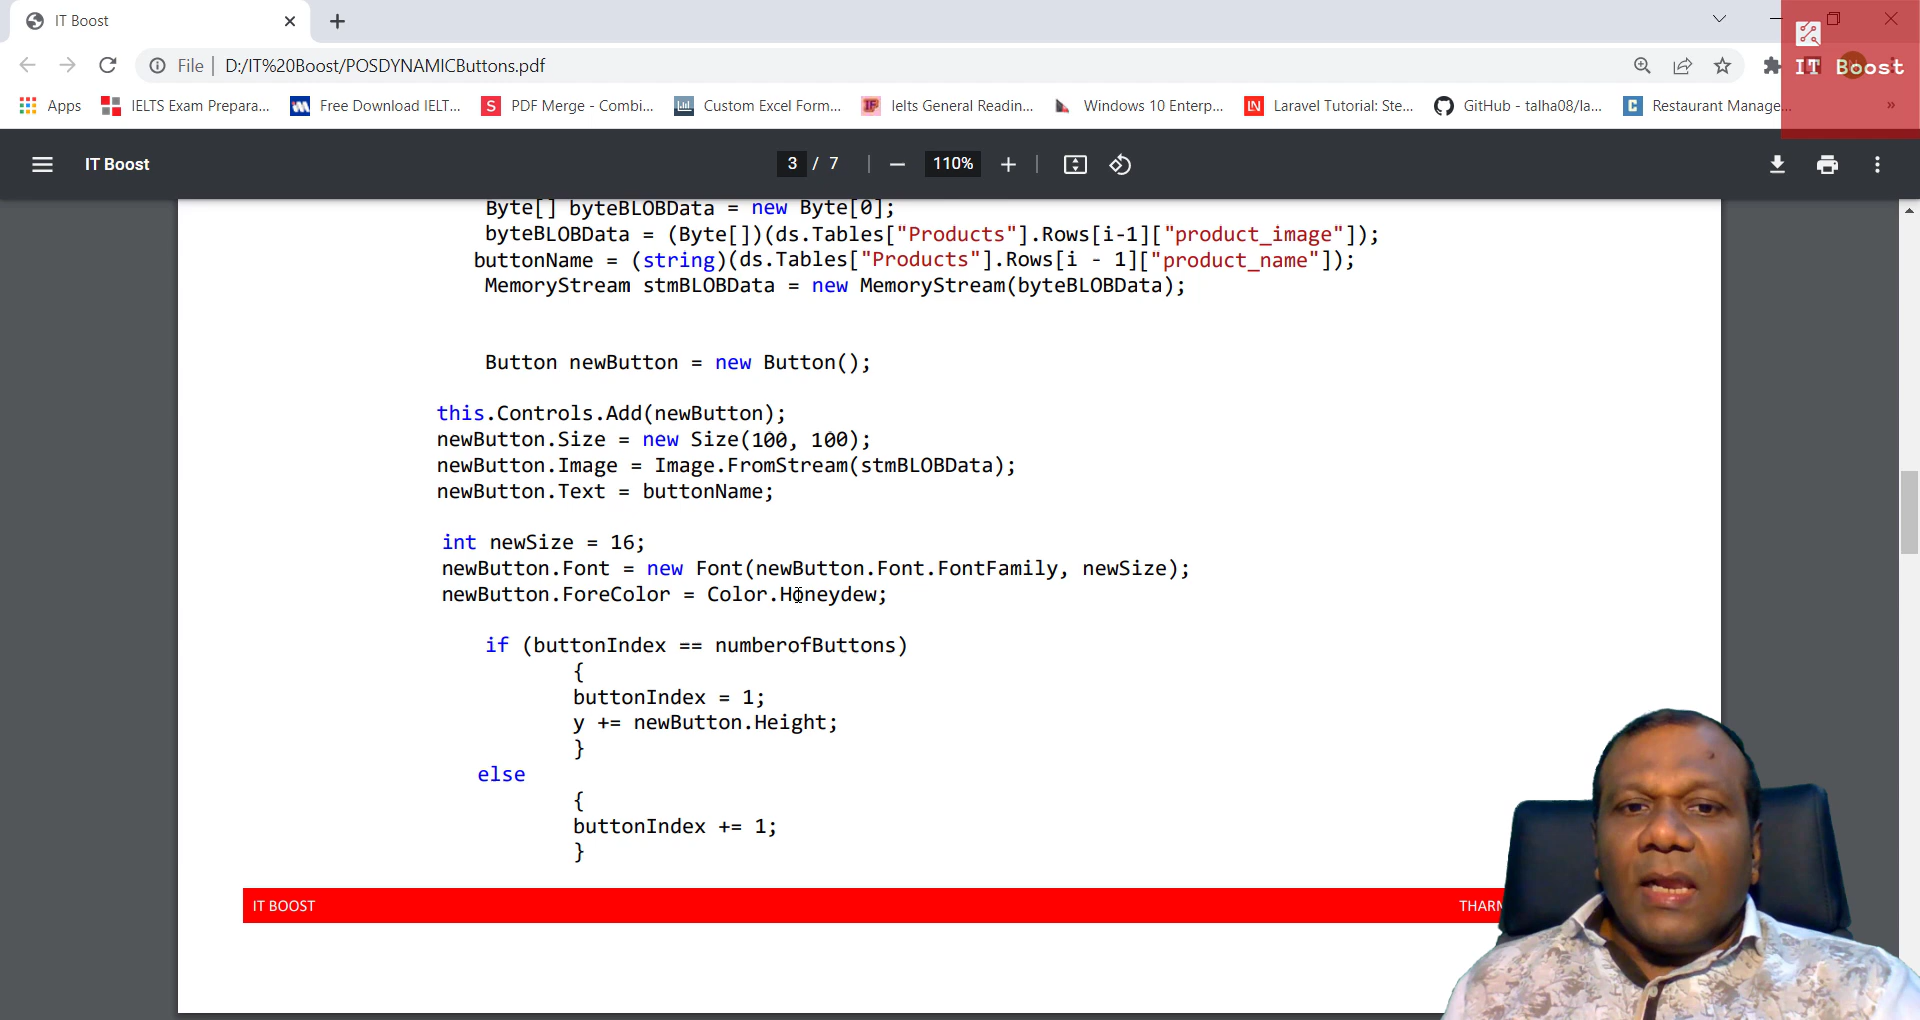 IT Boost
File
D:/IT%20Boost/POSDYNAMICButtons.pdf
IT Boost
Apps
IELTS Exam Prepara...
Free Download IELT...
PDF Merge - Combi...
Custom Excel Form...
Ielts General Readin...
Windows 10 Enterp...
Laravel Tutorial: Ste...
GitHub - talha08/la...
Restaurant Manage...
IT Boost
3 / 7
110%
Byte[] byteBLOBData = new Byte[0];
byteBLOBData = (Byte[])(ds.Tables["Products"].Rows[i-1]["product_image"]);
buttonName = (string)(ds.Tables["Products"].Rows[i - 1]["product_name"]);
MemoryStream stmBLOBData = new MemoryStream(byteBLOBData);
Button newButton = new Button();
this.Controls.Add(newButton);
newButton.Size = new Size(100, 100);
newButton.Image = Image.FromStream(stmBLOBData);
newButton.Text = buttonName;
int newSize = 16;
newButton.Font = new Font(newButton.Font.FontFamily, newSize);
newButton.ForeColor = Color.Honeydew;
if (buttonIndex == numberofButtons)
{
buttonIndex = 1;
y += newButton.Height;
}
else
{
buttonIndex += 1;
}
IT BOOST